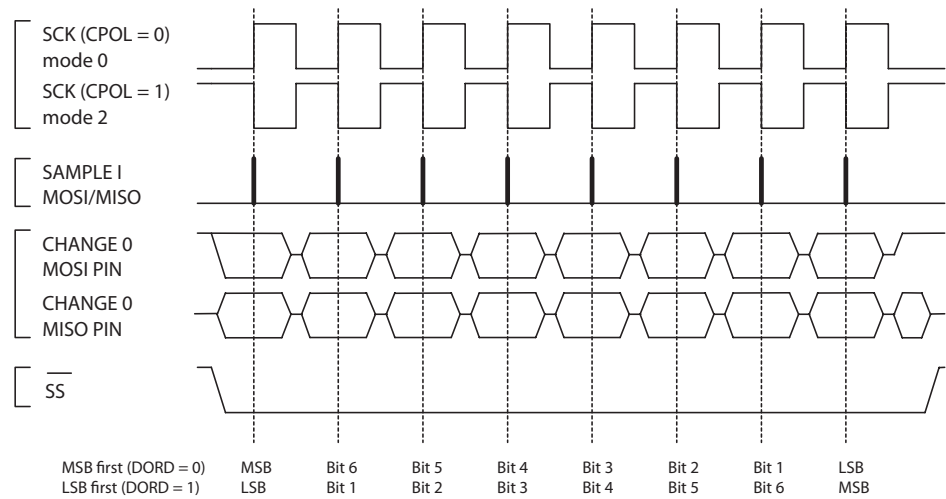 SCK (CPOL = 0)
mode 0
SCK (CPOL = 1)
mode 2
SAMPLE I
MOSI/MISO
CHANGE 0
MOSI PIN
CHANGE 0
MISO PIN
SS
MSB first (DORD = 0) MSB Bit 6 Bit 5 Bit 4 Bit 3 Bit 2 Bit 1 LSB
LSB first (DORD = 1) LSB Bit 1 Bit 2 Bit 3 Bit 4 Bit 5 Bit 6 MSB